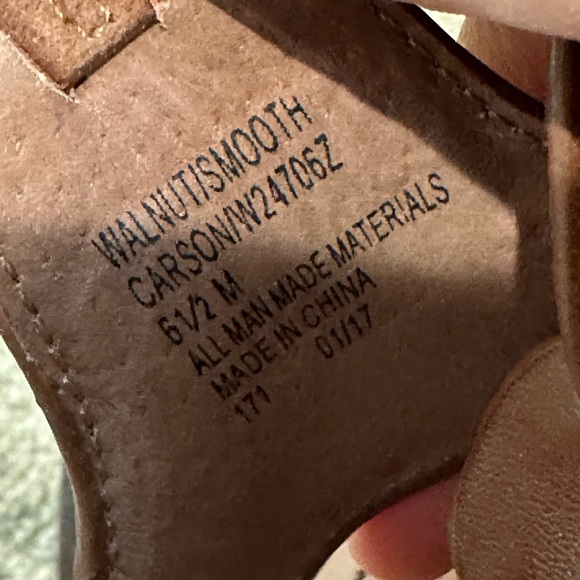 WALNUT/SMOOTH
CARSON/W24706Z
6 1/2 M
ALL MAN MADE MATERIALS
MADE IN CHINA
171 01/17